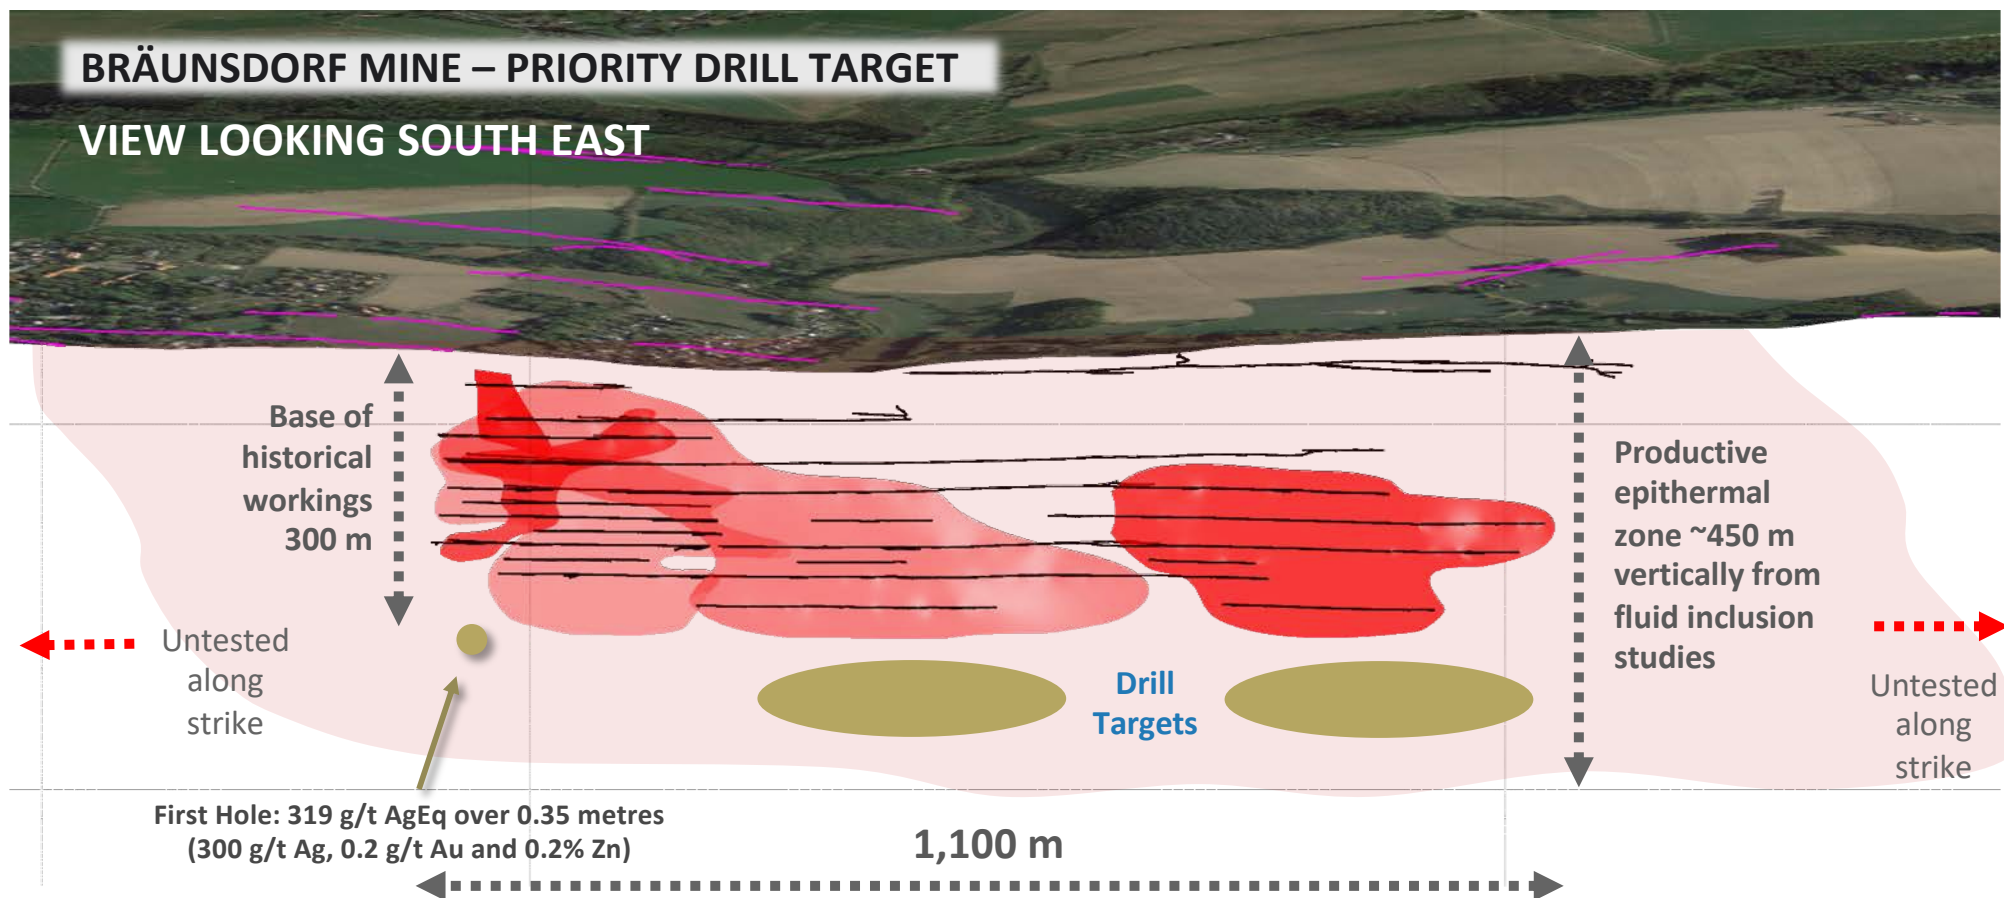 BRÄUNSDORF MINE – PRIORITY DRILL TARGET
VIEW LOOKING SOUTH EAST
Base of
historical
workings
300 m
Productive
epithermal
zone ~450 m
vertically from
fluid inclusion
studies
Untested
along
strike
Drill
Targets
Untested
along
strike
First Hole: 319 g/t AgEq over 0.35 metres
(300 g/t Ag, 0.2 g/t Au and 0.2% Zn)
1,100 m